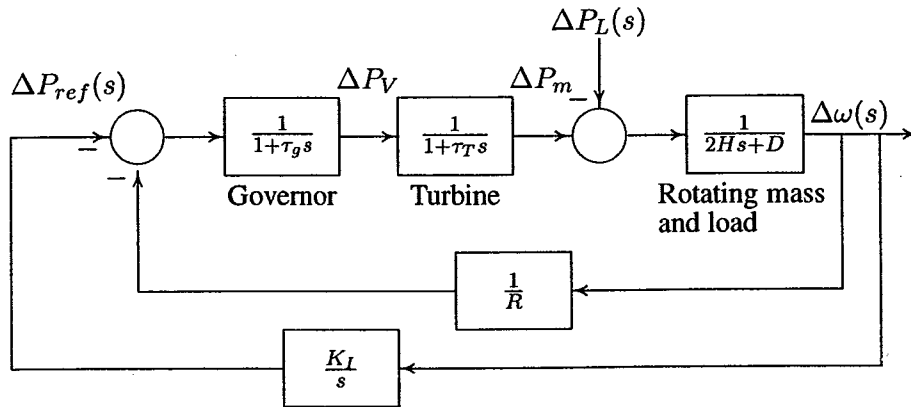 ΔP_L(s)
ΔP_ref(s)
ΔP_V
ΔP_m
−
Δω(s)
−
1/(1+τ_g s)
1/(1+τ_T s)
1/(2Hs+D)
−
Governor
Turbine
Rotating mass
and load
1/R
K_I/s